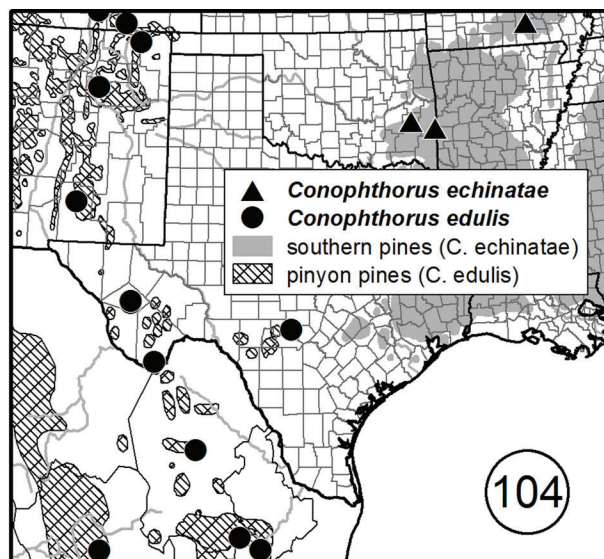 Conophthorus echinatae
Conophthorus edulis
southern pines (C. echinatae)
pinyon pines (C. edulis)
104